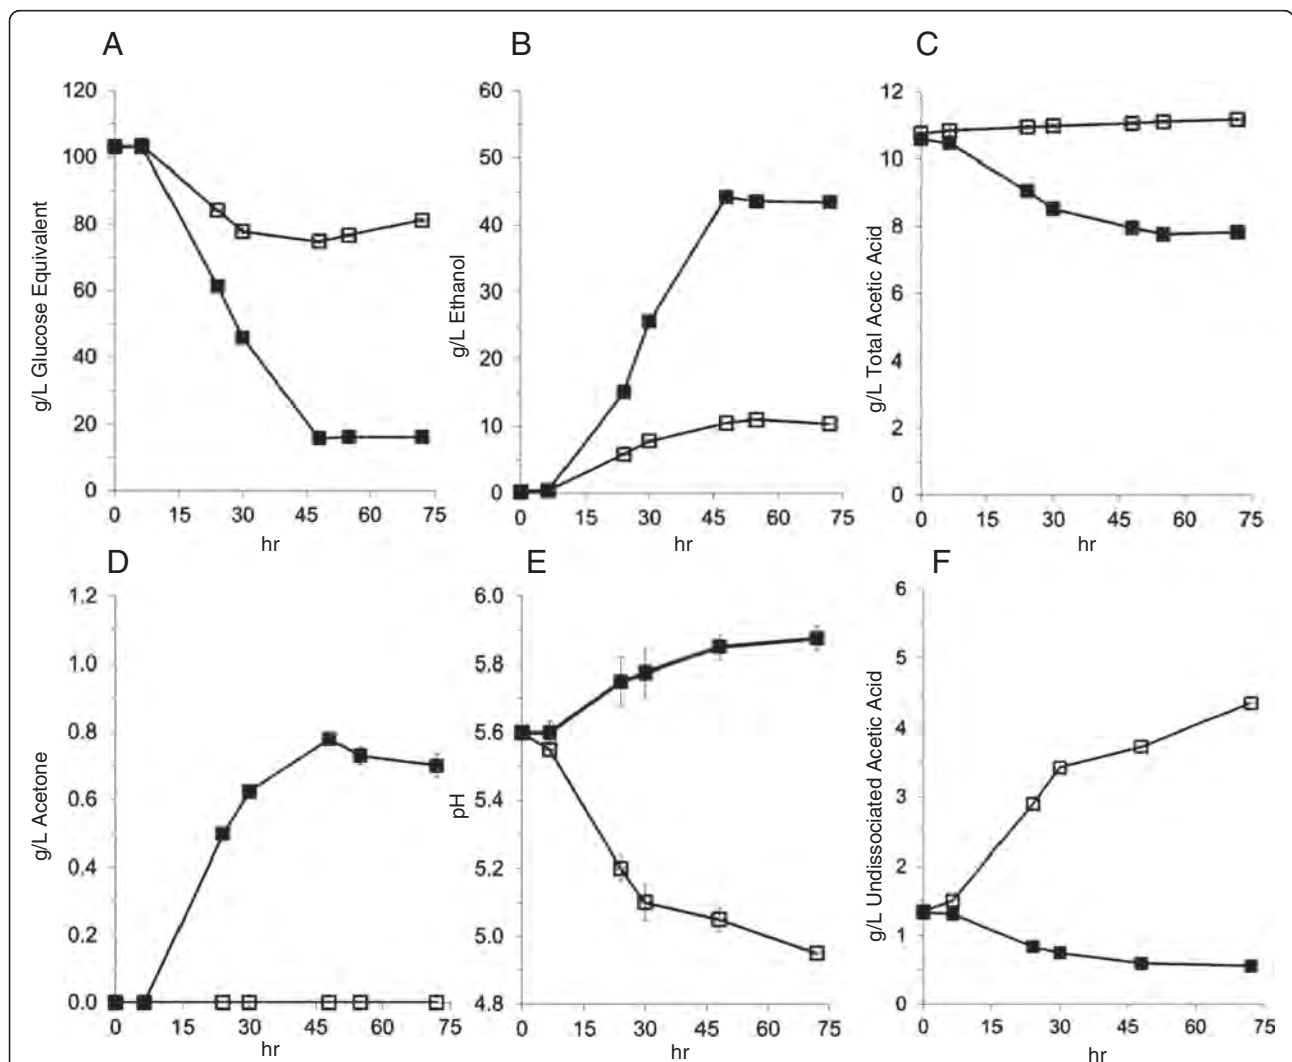 A
B
C
g/L Glucose Equivalent
120
100
80
60
40
20
0
0 15 30 45 60 75
hr
g/L Ethanol
60
50
40
30
20
10
0
0 15 30 45 60 75
hr
g/L Total Acetic Acid
12
10
8
6
4
2
0
0 15 30 45 60 75
hr
D
E
F
g/L Acetone
1.2
1.0
0.8
0.6
0.4
0.2
0.0
0 15 30 45 60 75
hr
pH
6.0
5.8
5.6
5.4
5.2
5.0
4.8
0 15 30 45 60 75
hr
g/L Undissociated Acetic Acid
6
5
4
3
2
1
0
0 15 30 45 60 75
hr